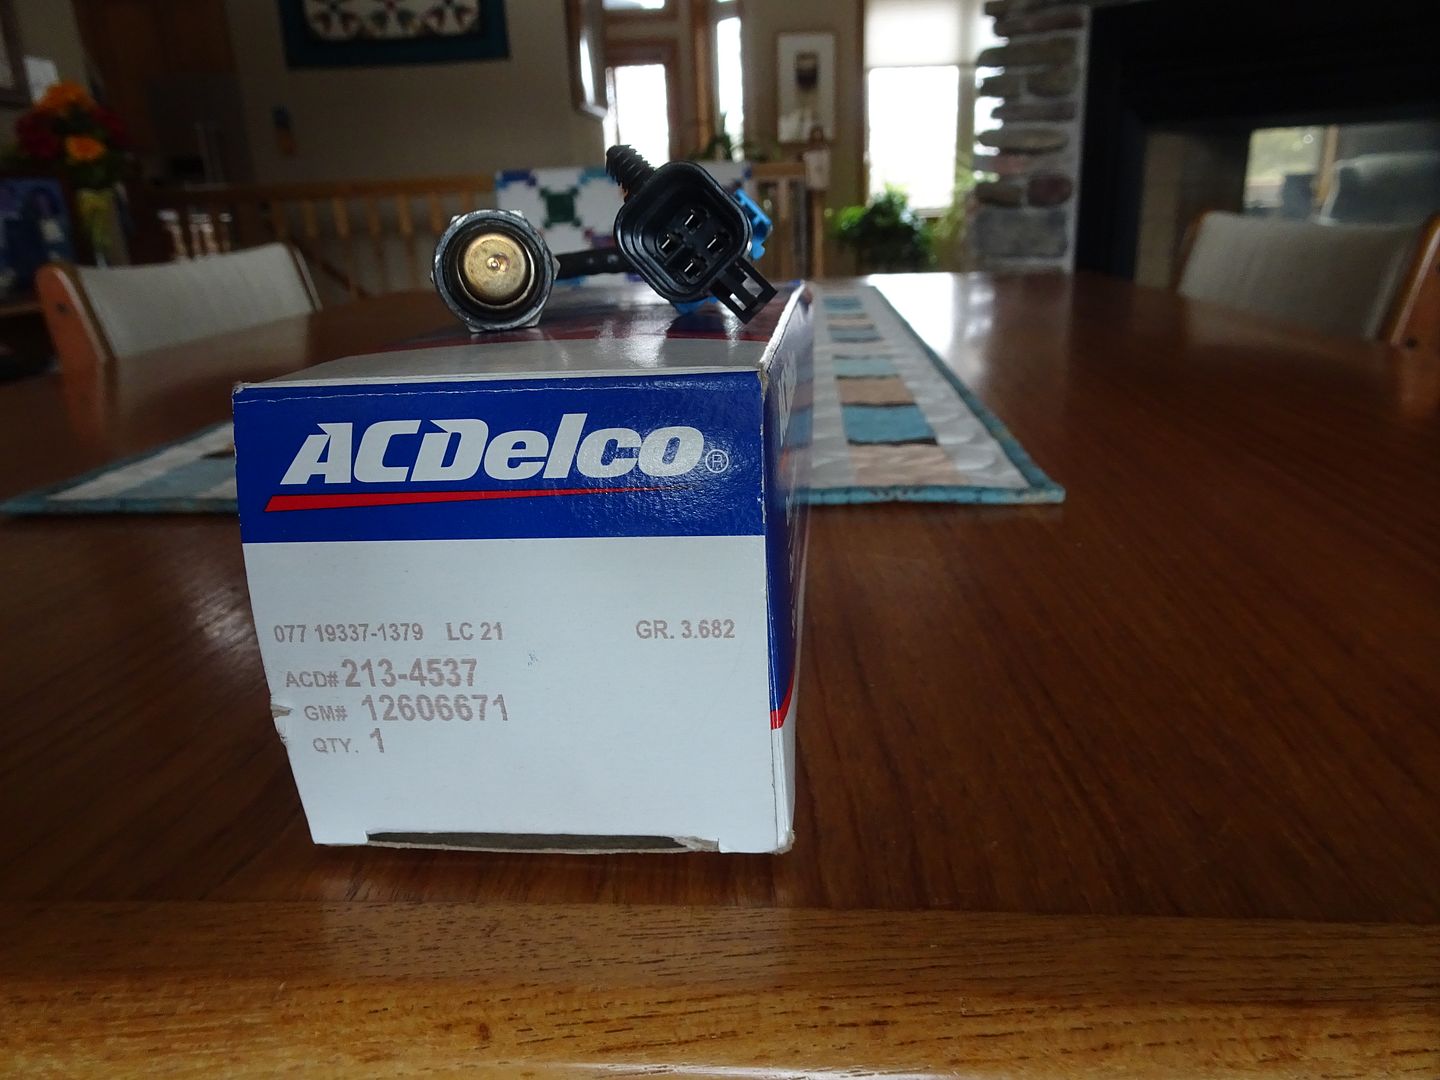 ACDelco®
077 19337-1379 LC 21 GR. 3.682
ACD# 213-4537
GM# 12606671
QTY. 1